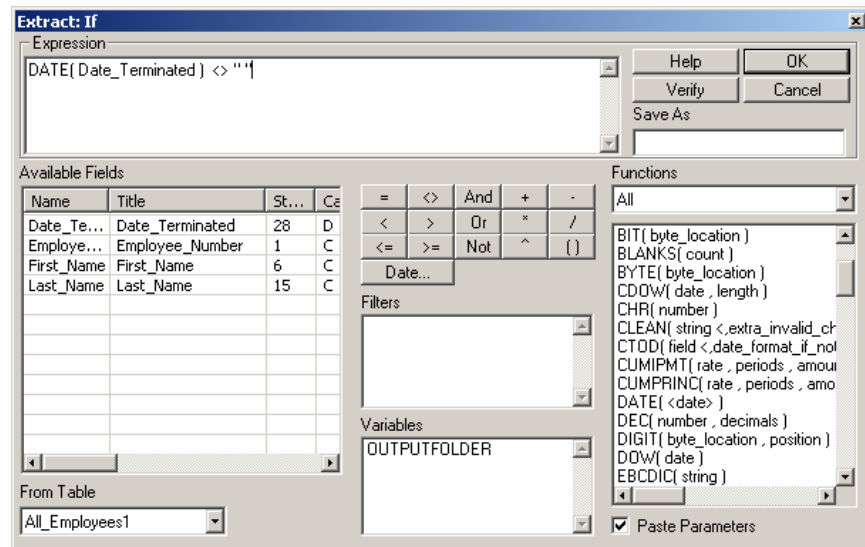 Extract: If
Expression
DATE( Date_Terminated ) <> " "
Help OK
Verify Cancel
Save As
Available Fields
Name Title St... Ca
Date_Te... Date_Terminated 28 D
Employe... Employee_Number 1 C
First_Name First_Name 6 C
Last_Name Last_Name 15 C
From Table
All_Employees1
= <> And + -
< > Or * /
<= >= Not ^ ( )
Date...
Filters
Variables
OUTPUTFOLDER
Functions
All
BIT( byte_location )
BLANKS( count )
BYTE( byte_location )
CDOW( date , length )
CHR( number )
CLEAN( string <,extra_invalid_ch
CTOD( field <,date_format_if_not
CUMIPMT( rate , periods , amour
CUMPRINC( rate , periods , amo
DATE( <date> )
DEC( number , decimals )
DIGIT( byte_location , position )
DOW( date )
EBCDIC( string )
Paste Parameters